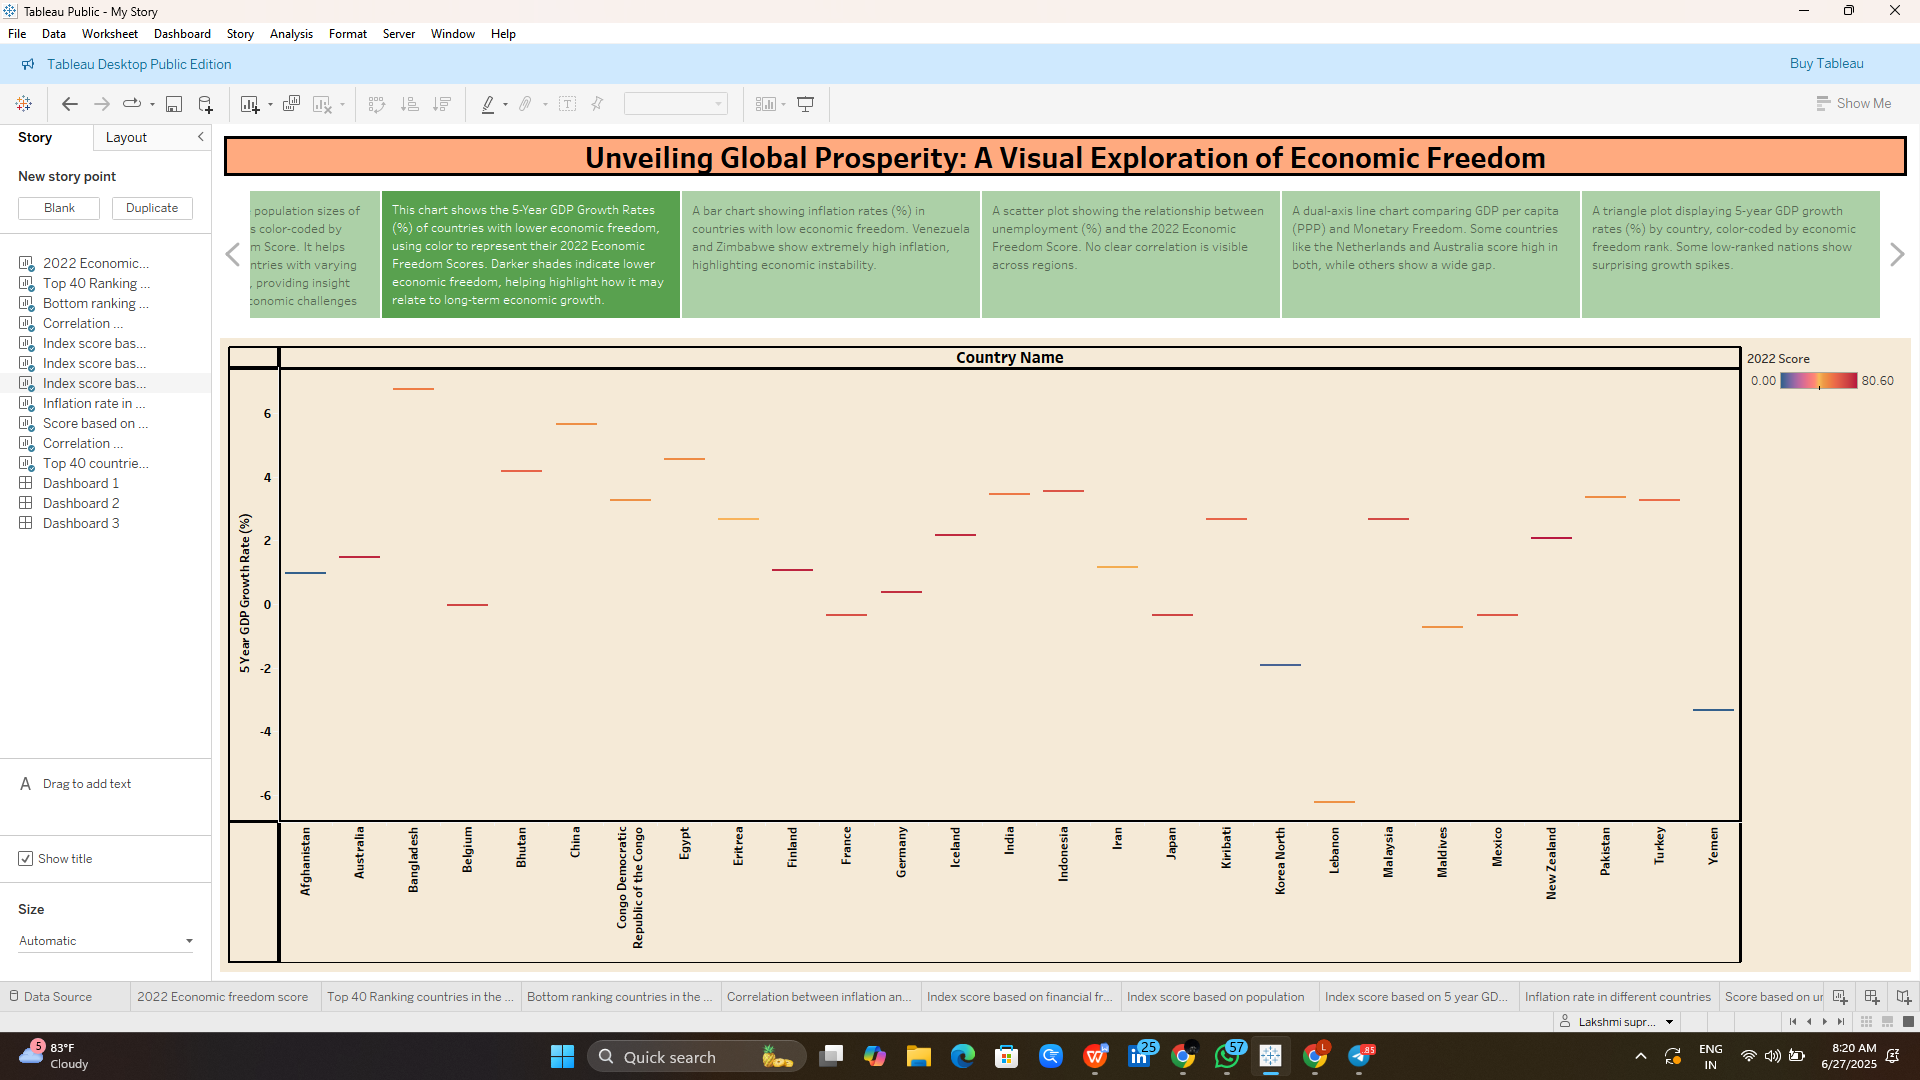 Tableau Public - My Story
File Data Worksheet Dashboard Story Analysis Format Server Window Help
Tableau Desktop Public Edition
Buy Tableau
Show Me
Story Layout
New story point
Blank Duplicate
2022 Economic...
Top 40 Ranking ...
Bottom ranking ...
Correlation ...
Index score bas...
Index score bas...
Index score bas...
Inflation rate in ...
Score based on ...
Correlation ...
Top 40 countrie...
Dashboard 1
Dashboard 2
Dashboard 3
A Drag to add text
Show title
Size
Automatic
Unveiling Global Prosperity: A Visual Exploration of Economic Freedom
population sizes of
s color-coded by
m Score. It helps
ntries with varying
, providing insight
conomic challenges
This chart shows the 5-Year GDP Growth Rates
(%) of countries with lower economic freedom,
using color to represent their 2022 Economic
Freedom Scores. Darker shades indicate lower
economic freedom, helping highlight how it may
relate to long-term economic growth.
A bar chart showing inflation rates (%) in
countries with low economic freedom. Venezuela
and Zimbabwe show extremely high inflation,
highlighting economic instability.
A scatter plot showing the relationship between
unemployment (%) and the 2022 Economic
Freedom Score. No clear correlation is visible
across regions.
A dual-axis line chart comparing GDP per capita
(PPP) and Monetary Freedom. Some countries
like the Netherlands and Australia score high in
both, while others show a wide gap.
A triangle plot displaying 5-year GDP growth
rates (%) by country, color-coded by economic
freedom rank. Some low-ranked nations show
surprising growth spikes.
Country Name
2022 Score
0.00 80.60
5 Year GDP Growth Rate (%)
6
4
2
0
-2
-4
-6
Afghanistan
Australia
Bangladesh
Belgium
Bhutan
China
Congo Democratic
Republic of the Congo
Egypt
Eritrea
Finland
France
Germany
Iceland
India
Indonesia
Iran
Japan
Kiribati
Korea North
Lebanon
Malaysia
Maldives
Mexico
New Zealand
Pakistan
Turkey
Yemen
Data Source 2022 Economic freedom score Top 40 Ranking countries in the ... Bottom ranking countries in the ... Correlation between inflation an... Index score based on financial fr... Index score based on population Index score based on 5 year GD... Inflation rate in different countries Score based on ur
Lakshmi supr...
5
83°F
Cloudy
Quick search
25
57
L
85
ENG
IN
8:20 AM
6/27/2025